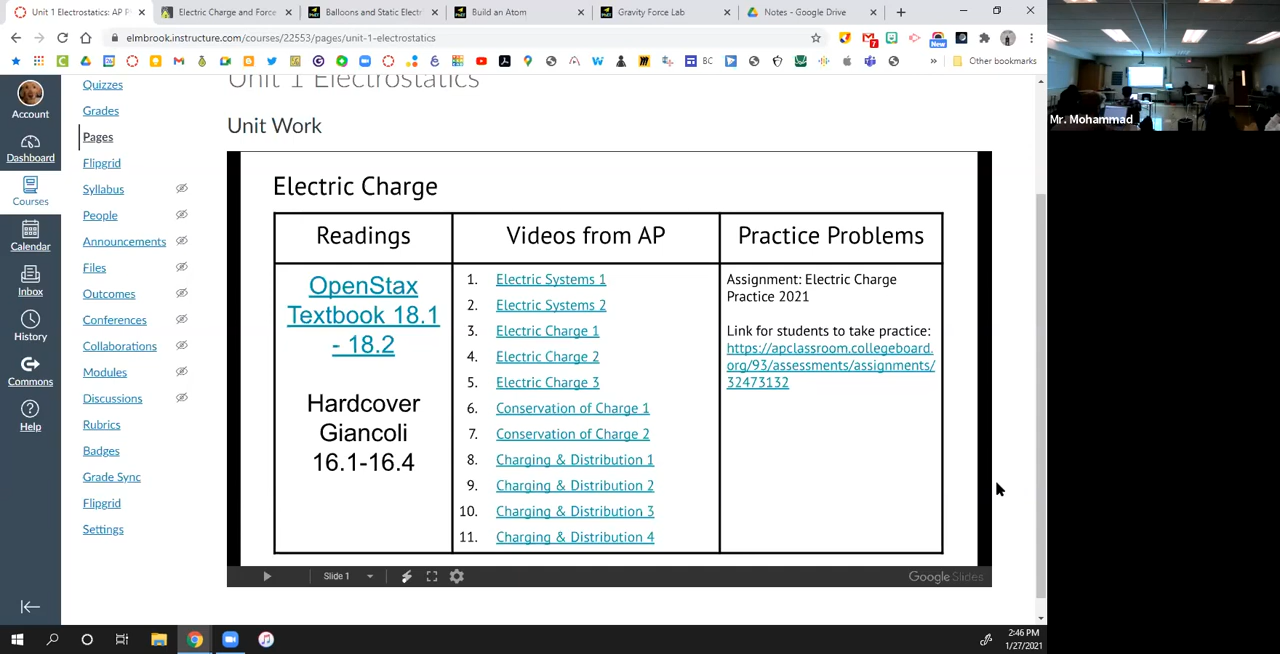 Unit 1 Electrostatics: AP P
Electric Charge and Force
Balloons and Static Electr
Build an Atom
Gravity Force Lab
Notes - Google Drive
elmbrook.instructure.com/courses/22553/pages/unit-1-electrostatics
7
New
BC
Other bookmarks
Account
Dashboard
Courses
Calendar
Inbox
History
Commons
Help
Quizzes
Grades
Pages
Flipgrid
Syllabus
People
Announcements
Files
Outcomes
Conferences
Collaborations
Modules
Discussions
Rubrics
Badges
Grade Sync
Flipgrid
Settings
Unit 1 Electrostatics
Unit Work
Electric Charge
Readings
OpenStax
Textbook 18.1
- 18.2
Hardcover
Giancoli
16.1-16.4
Videos from AP
1. Electric Systems 1
2. Electric Systems 2
3. Electric Charge 1
4. Electric Charge 2
5. Electric Charge 3
6. Conservation of Charge 1
7. Conservation of Charge 2
8. Charging & Distribution 1
9. Charging & Distribution 2
10. Charging & Distribution 3
11. Charging & Distribution 4
Practice Problems
Assignment: Electric Charge
Practice 2021
Link for students to take practice:
https://apclassroom.collegeboard.
org/93/assessments/assignments/
32473132
Slide 1
Google Slides
Mr. Mohammad
2:46 PM
1/27/2021